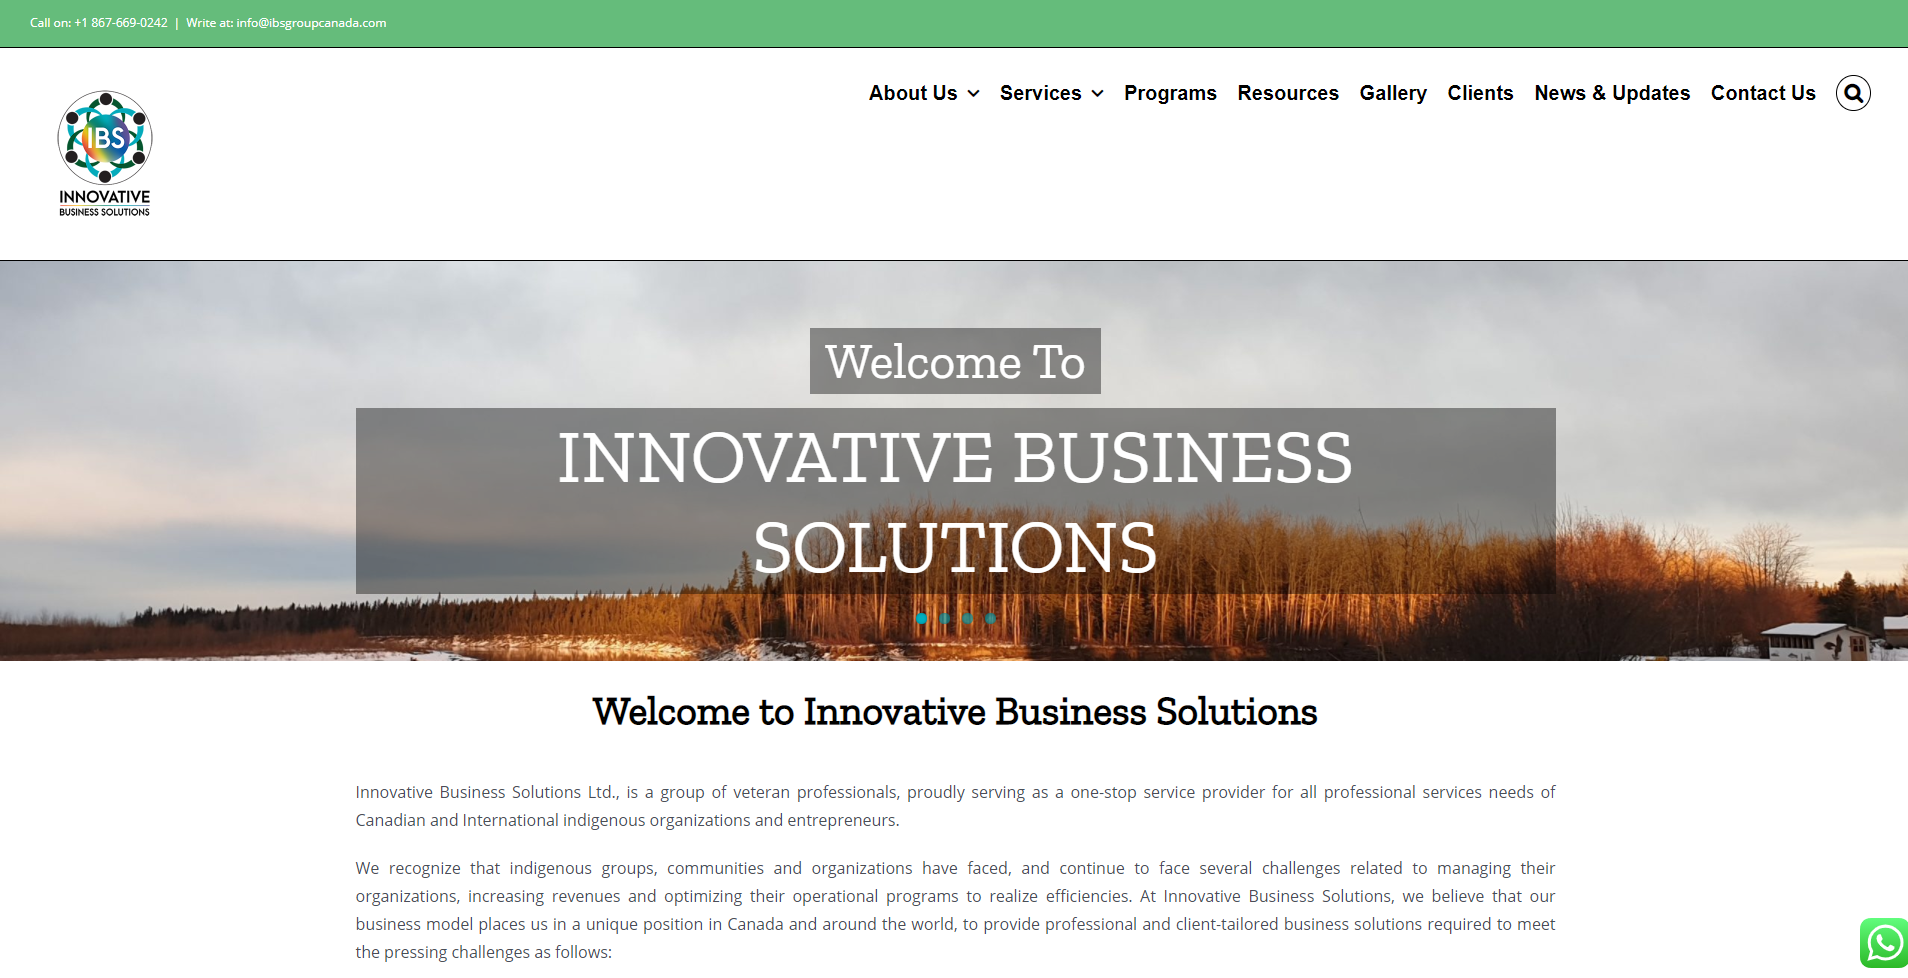 Call on: +1 867-669-0242 | Write at: info@ibsgroupcanada.com
About Us Services Programs Resources Gallery Clients News & Updates Contact Us
IBS
INNOVATIVE
BUSINESS SOLUTIONS
Welcome To
INNOVATIVE BUSINESS
SOLUTIONS
Welcome to Innovative Business Solutions
Innovative Business Solutions Ltd., is a group of veteran professionals, proudly serving as a one-stop service provider for all professional services needs of
Canadian and International indigenous organizations and entrepreneurs.
We recognize that indigenous groups, communities and organizations have faced, and continue to face several challenges related to managing their
organizations, increasing revenues and optimizing their operational programs to realize efficiencies. At Innovative Business Solutions, we believe that our
business model places us in a unique position in Canada and around the world, to provide professional and client-tailored business solutions required to meet
the pressing challenges as follows: